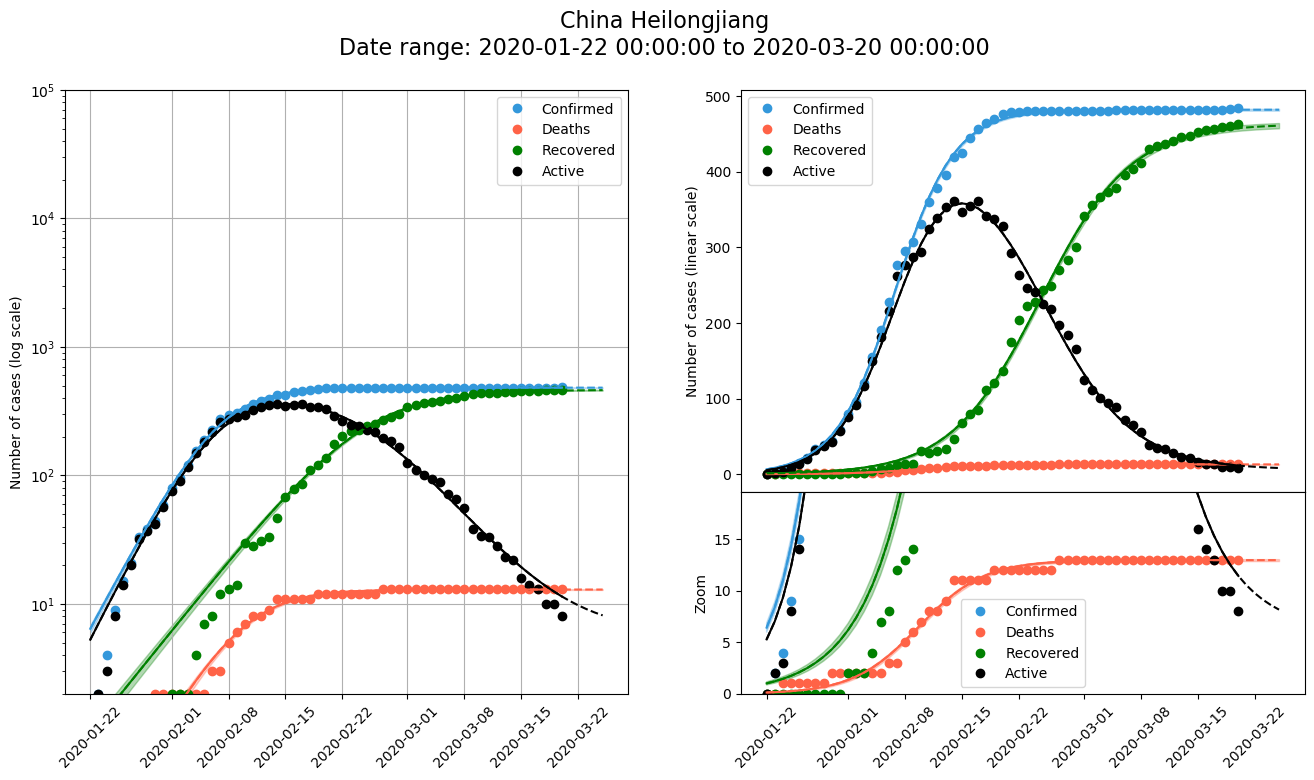 China Heilongjiang
Date range: 2020-01-22 00:00:00 to 2020-03-20 00:00:00
Number of cases (log scale)
10^5
10^4
10^3
10^2
10^1
Confirmed
Deaths
Recovered
Active
2020-01-22
2020-02-01
2020-02-08
2020-02-15
2020-02-22
2020-03-01
2020-03-08
2020-03-15
2020-03-22
Number of cases (linear scale)
500
400
300
200
100
0
Confirmed
Deaths
Recovered
Active
Zoom
15
10
5
0
Confirmed
Deaths
Recovered
Active
2020-01-22
2020-02-01
2020-02-08
2020-02-15
2020-02-22
2020-03-01
2020-03-08
2020-03-15
2020-03-22